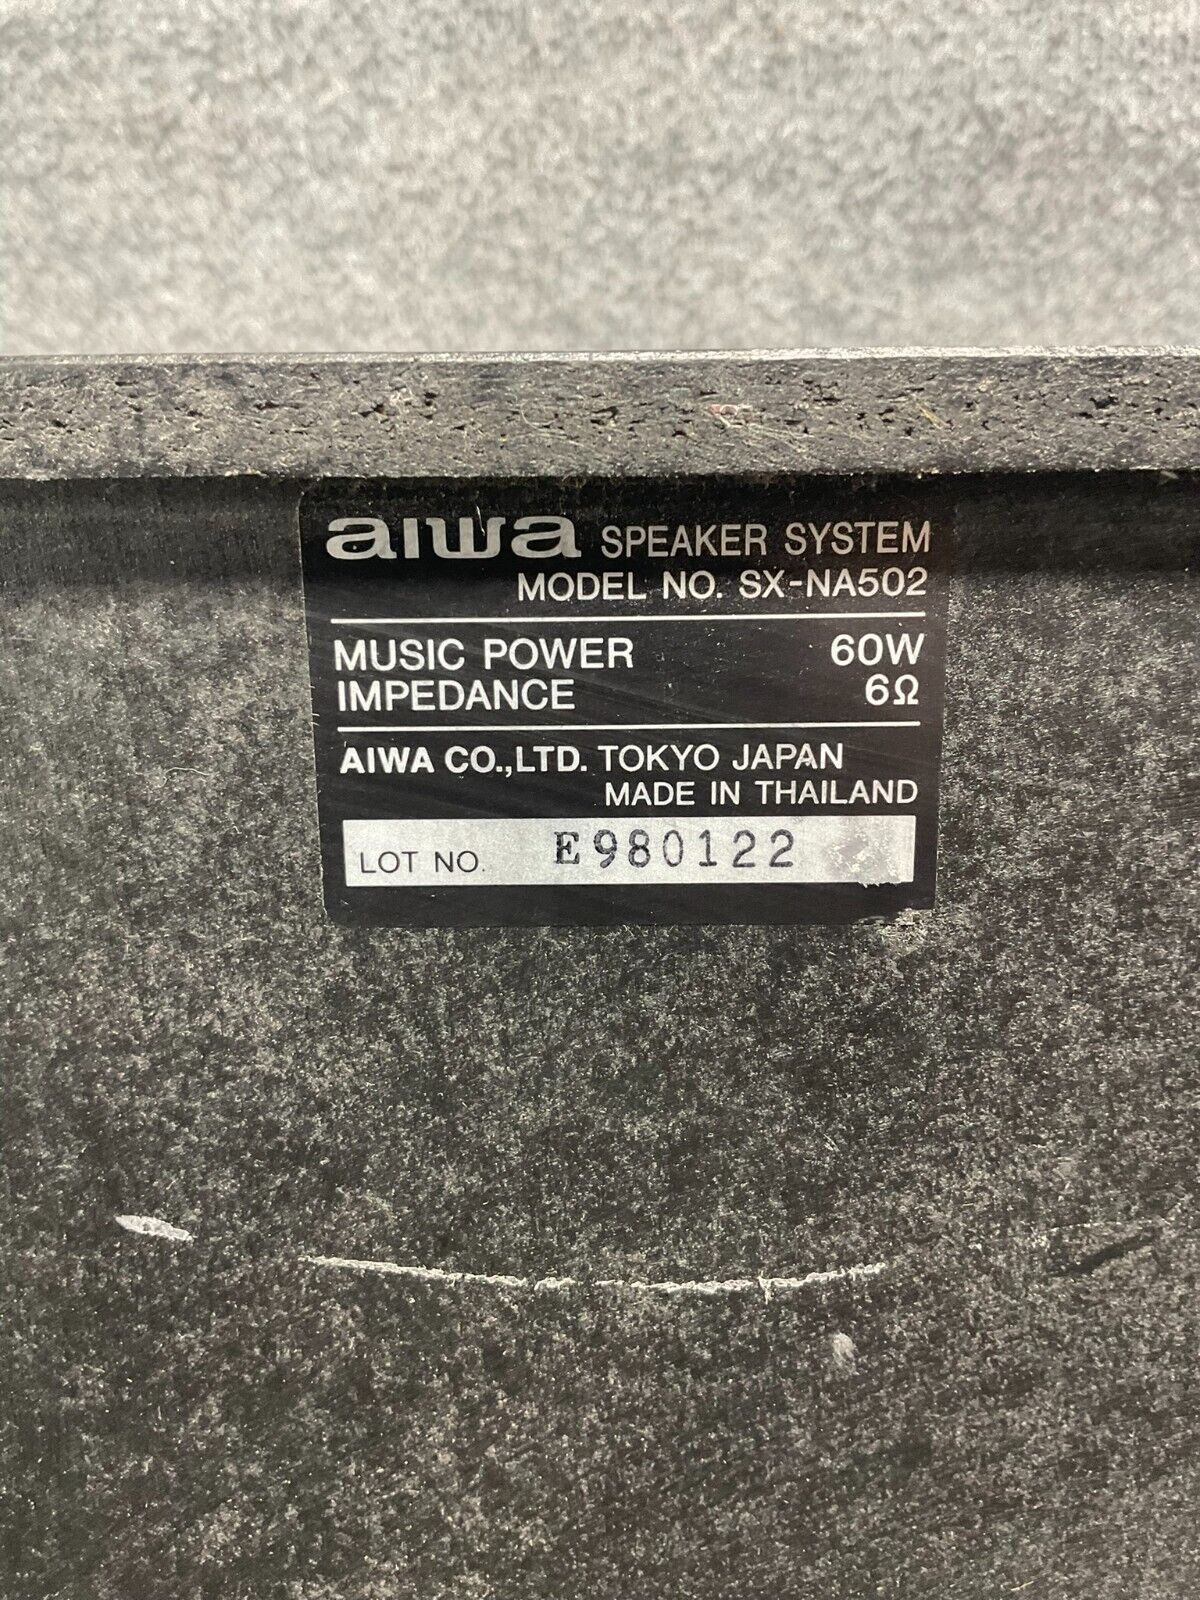 aiwa SPEAKER SYSTEM
MODEL NO. SX-NA502
MUSIC POWER 60W
IMPEDANCE 6Ω
AIWA CO.,LTD. TOKYO JAPAN
MADE IN THAILAND
LOT NO. E980122